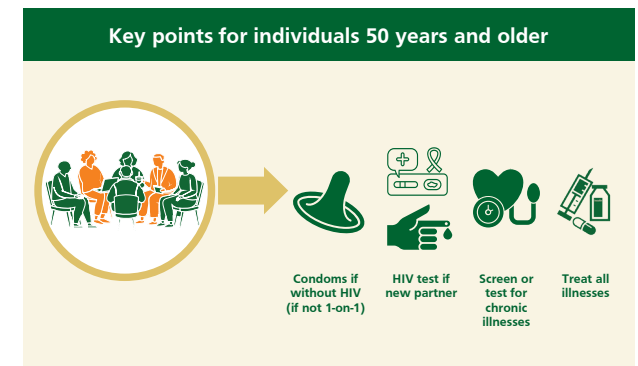 Key points for individuals 50 years and older
Condoms if
without HIV
(if not 1-on-1)
HIV test if
new partner
Screen or
test for
chronic
illnesses
Treat all
illnesses